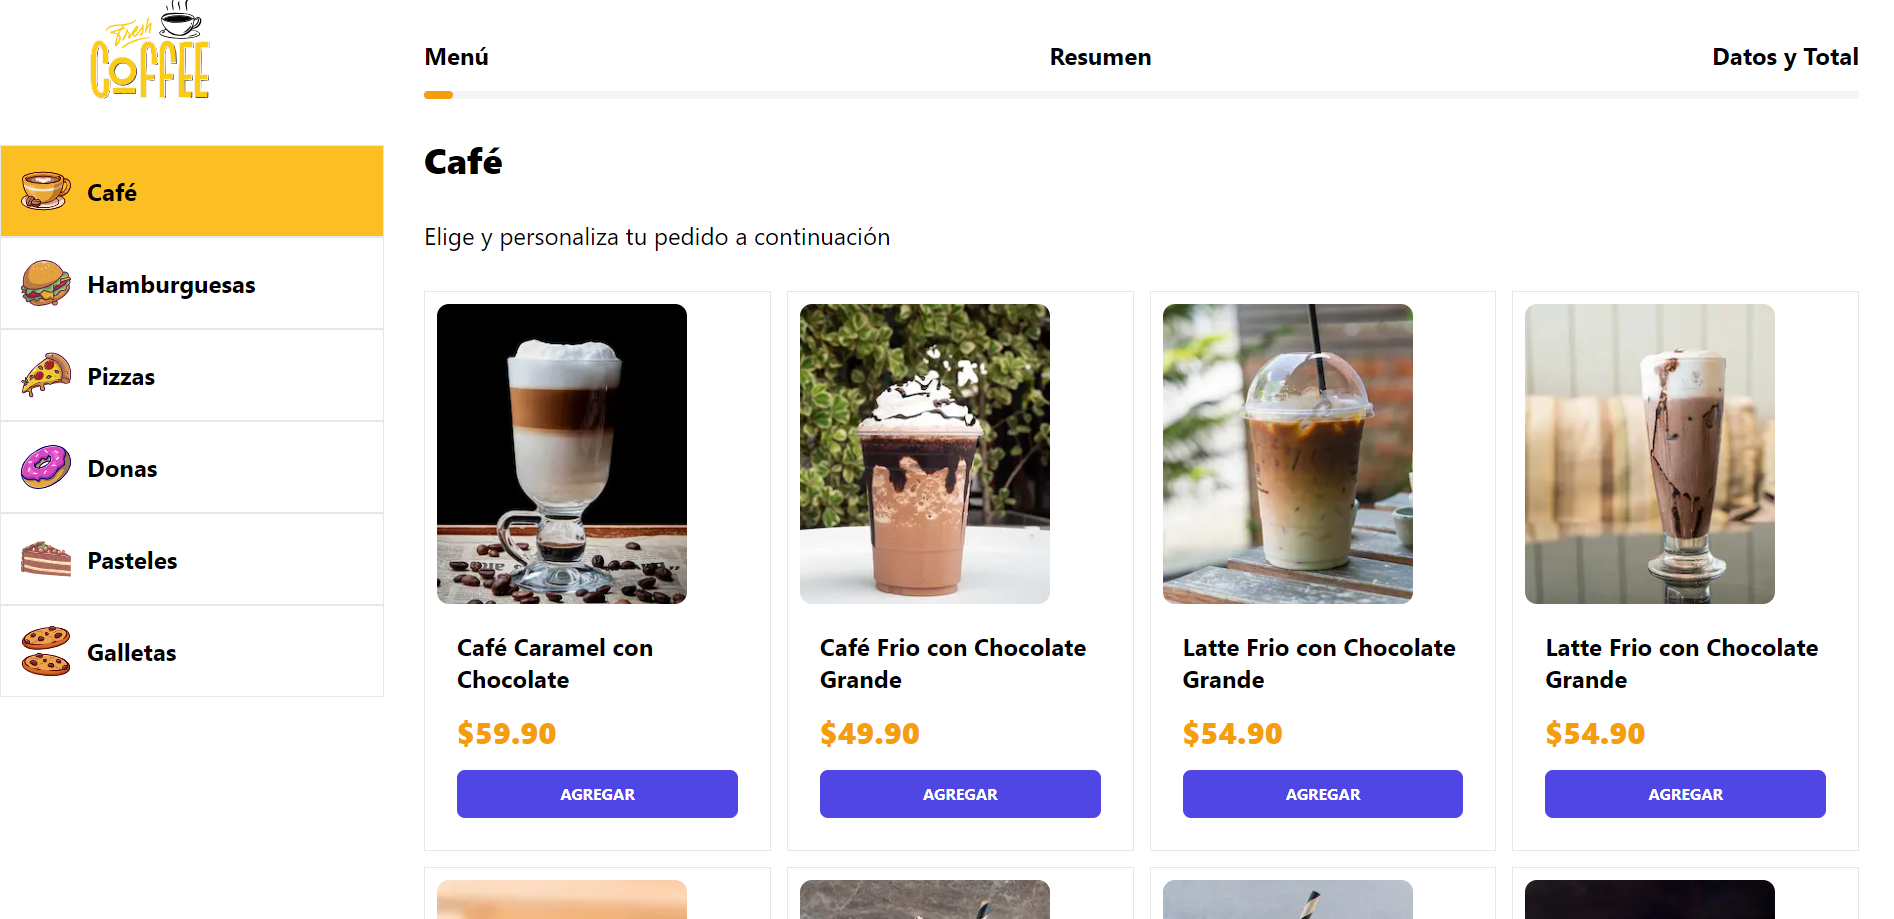 Fresh
COFFEE
Menú
Resumen
Datos y Total
Café
Hamburguesas
Pizzas
Donas
Pasteles
Galletas
Café
Elige y personaliza tu pedido a continuación
Café Caramel con
Chocolate
$59.90
AGREGAR
Café Frio con Chocolate
Grande
$49.90
AGREGAR
Latte Frio con Chocolate
Grande
$54.90
AGREGAR
Latte Frio con Chocolate
Grande
$54.90
AGREGAR